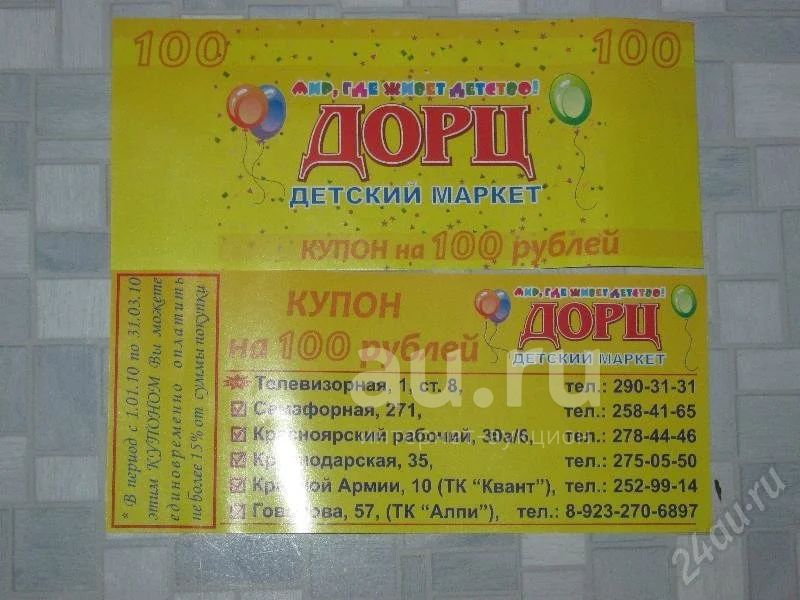 100
100
МИР, ГДЕ ЖИВЕТ ДЕТСТВО!
ДОРЦ
ДЕТСКИЙ МАРКЕТ
КУПОН на 100 рублей
* В период с 1.01.10 по 31.03.10
этим КУПОНОМ Вы можете
единовременно оплатить
не более 15% от суммы покупки
КУПОН
на 100 рублей
МИР, ГДЕ ЖИВЕТ ДЕТСТВО!
ДОРЦ
ДЕТСКИЙ МАРКЕТ
Телевизорная, 1, ст. 8, тел.: 290-31-31
Семафорная, 271, тел.: 258-41-65
Красноярский рабочий, 30а/6, тел.: 278-44-46
Краснодарская, 35, тел.: 275-05-50
Красной Армии, 10 (ТК "Квант"), тел.: 252-99-14
Говорова, 57, (ТК "Алпи"), тел.: 8-923-270-6897
au.ru
интернет-аукцион
24au.ru